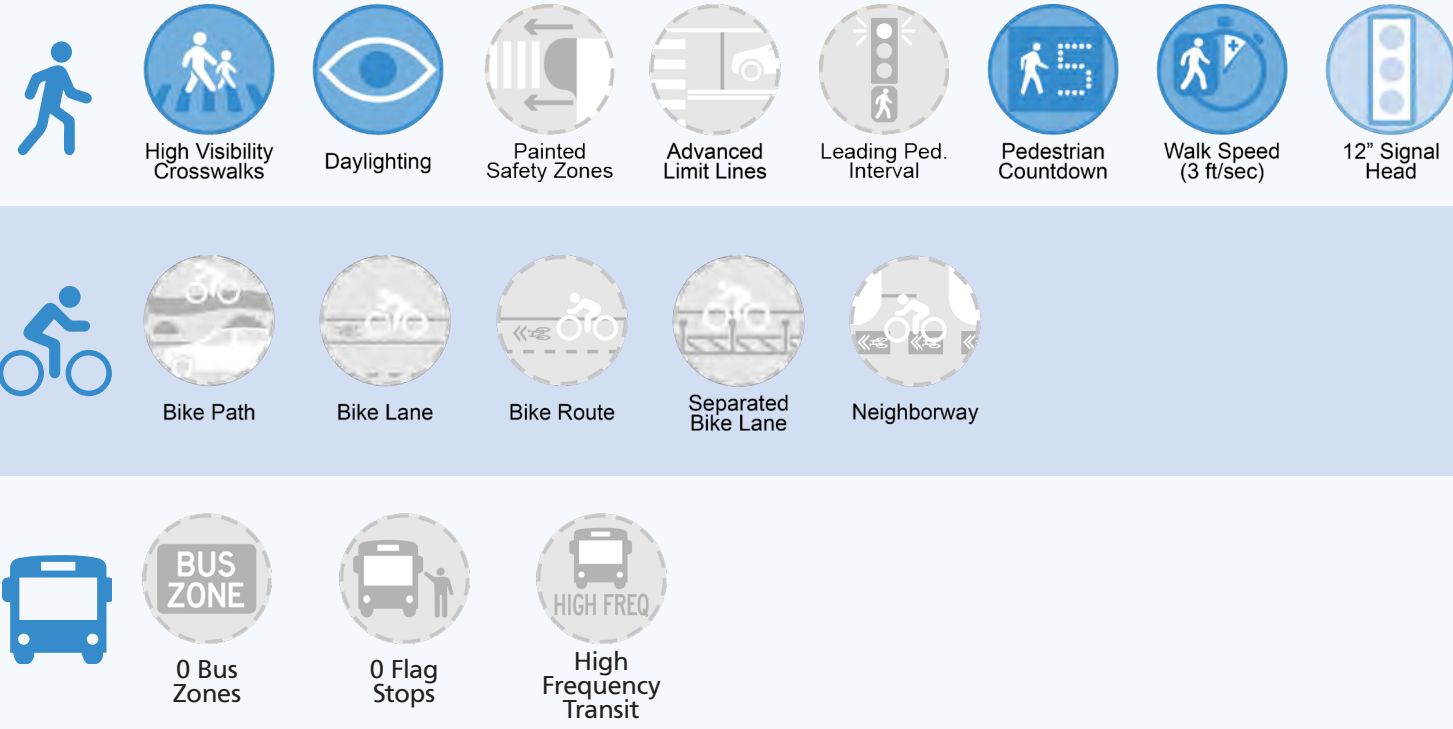 5
High Visibility
Crosswalks
Daylighting
Painted
Safety Zones
Advanced
Limit Lines
Leading Ped.
Interval
Pedestrian
Countdown
Walk Speed
(3 ft/sec)
12” Signal
Head
Bike Path
Bike Lane
Bike Route
Separated
Bike Lane
Neighborway
BUS
ZONE
HIGH FREQ
0 Bus
Zones
0 Flag
Stops
High
Frequency
Transit